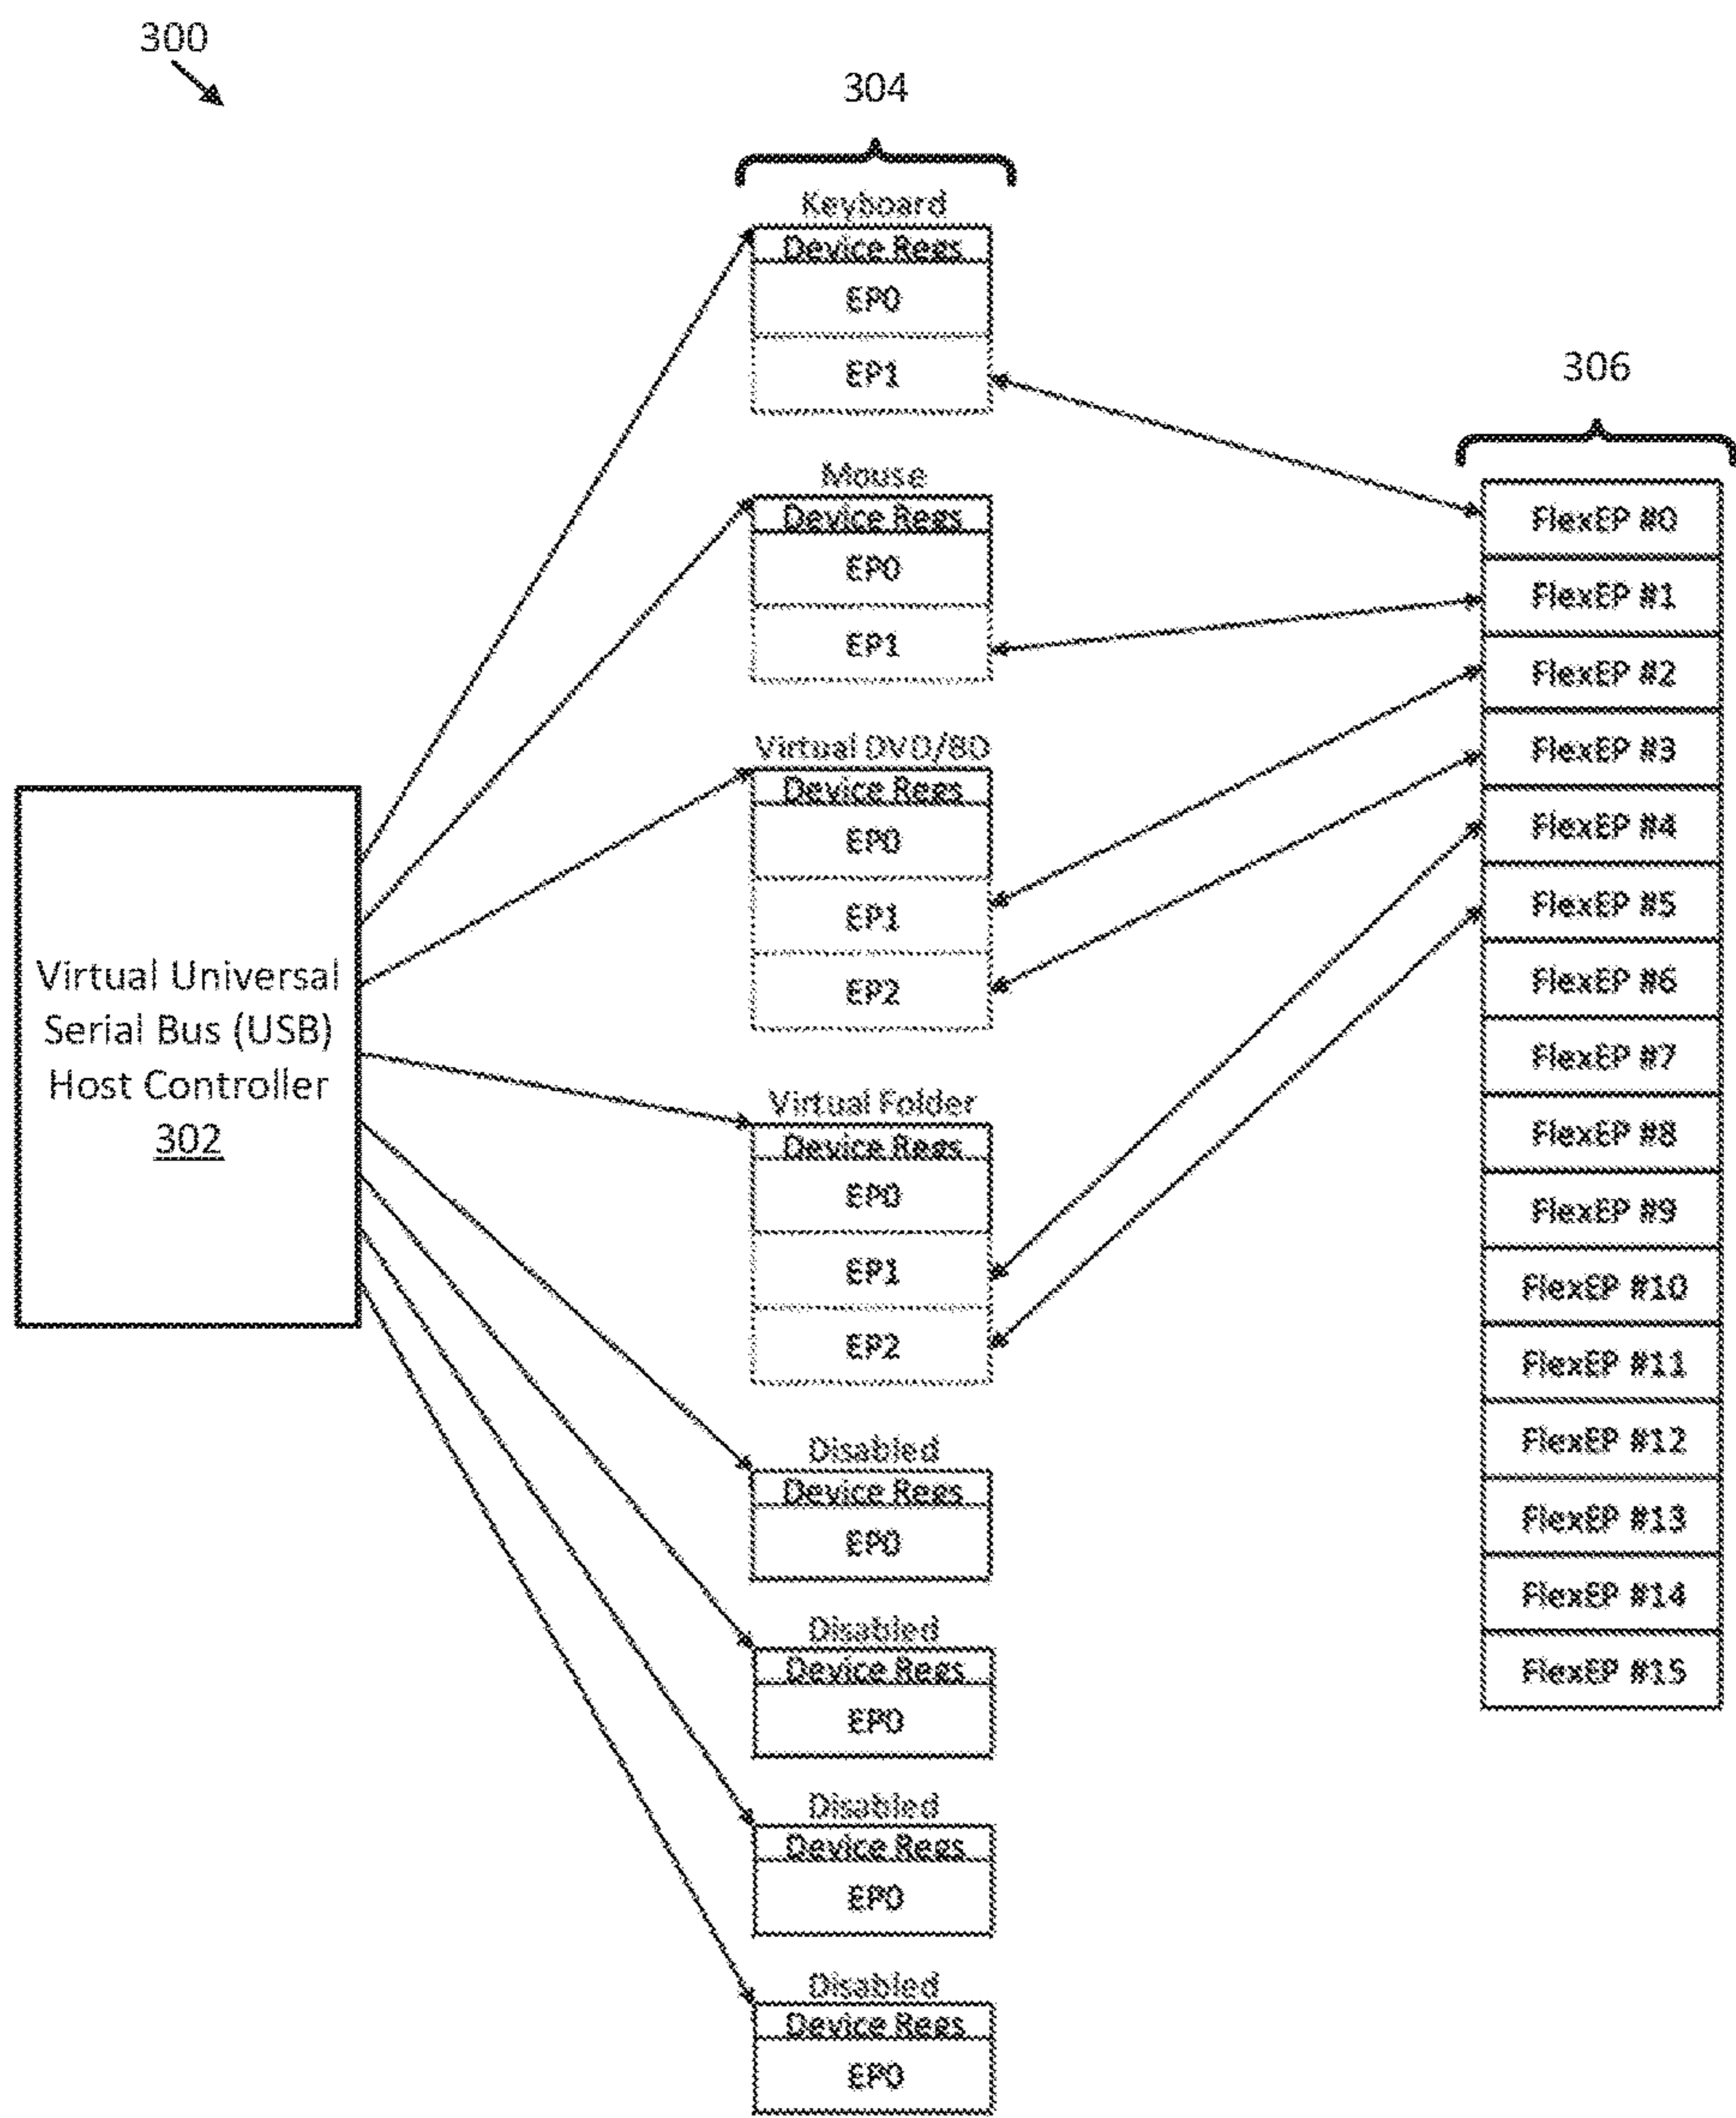 300
304
Keyboard
Device Regs
EP0
EP1
Mouse
Device Regs
EP0
EP1
Virtual DVD/BD
Device Regs
EP0
EP1
EP2
Virtual Folder
Device Regs
EP0
EP1
EP2
Disabled
Device Regs
EP0
Disabled
Device Regs
EP0
Disabled
Device Regs
EP0
Disabled
Device Regs
EP0
Virtual Universal
Serial Bus (USB)
Host Controller
302
306
FlexEP #0
FlexEP #1
FlexEP #2
FlexEP #3
FlexEP #4
FlexEP #5
FlexEP #6
FlexEP #7
FlexEP #8
FlexEP #9
FlexEP #10
FlexEP #11
FlexEP #12
FlexEP #13
FlexEP #14
FlexEP #15